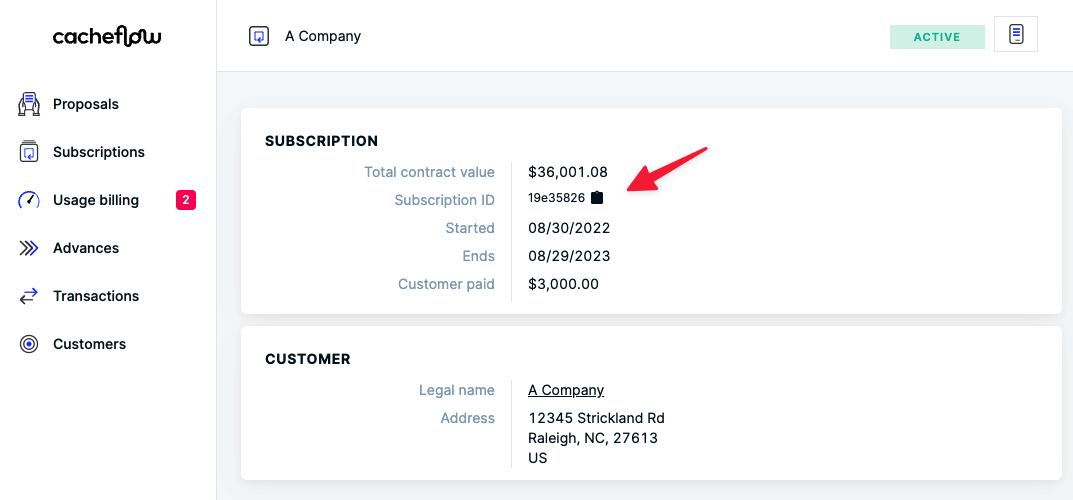 cacheflow
A Company
ACTIVE
Proposals
Subscriptions
Usage billing 2
Advances
Transactions
Customers
SUBSCRIPTION
Total contract value $36,001.08
Subscription ID 19e35826
Started 08/30/2022
Ends 08/29/2023
Customer paid $3,000.00
CUSTOMER
Legal name A Company
Address 12345 Strickland Rd
Raleigh, NC, 27613
US